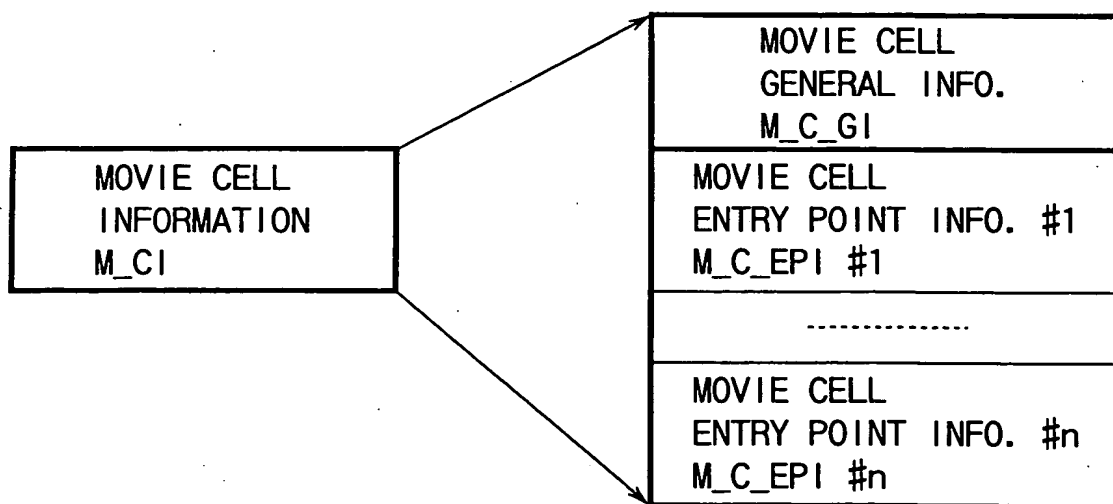 MOVIE CELL
INFORMATION
M_CI
MOVIE CELL
GENERAL INFO.
M_C_GI
MOVIE CELL
ENTRY POINT INFO. #1
M_C_EPI #1
---------------
MOVIE CELL
ENTRY POINT INFO. #n
M_C_EPI #n